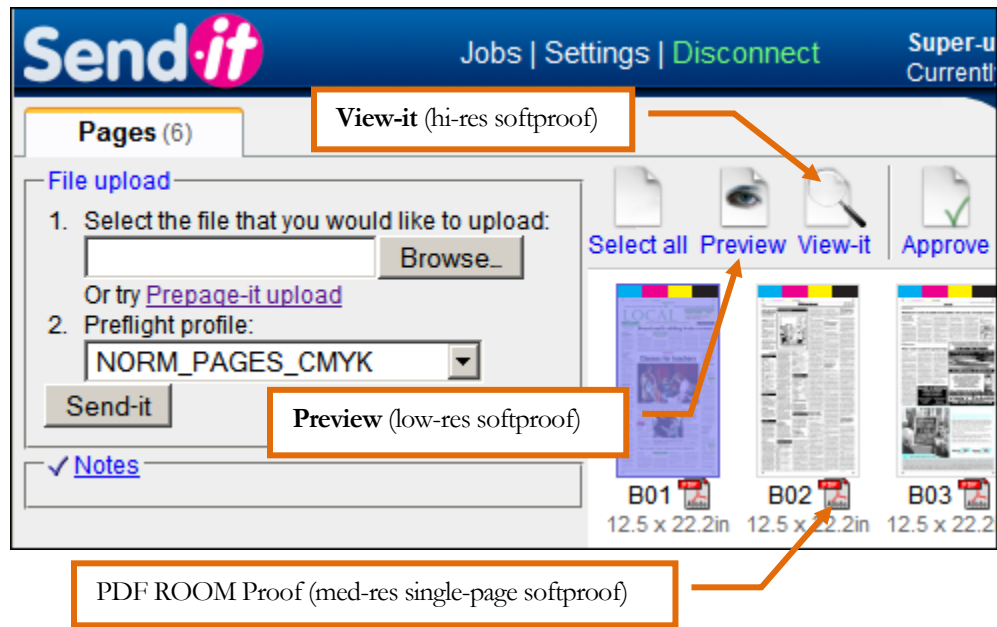 Send-it
Jobs | Settings | Disconnect
Super-u
Currentl
View-it (hi-res softproof)
Pages (6)
File upload
1. Select the file that you would like to upload:
Browse...
Or try Prepage-it upload
2. Preflight profile:
NORM_PAGES_CMYK
Send-it
Notes
Select all Preview View-it Approve
LOCAL
Preview (low-res softproof)
B01 B02 B03
12.5 x 22.2in 12.5 x 22.2in 12.5 x 22.2
PDF ROOM Proof (med-res single-page softproof)